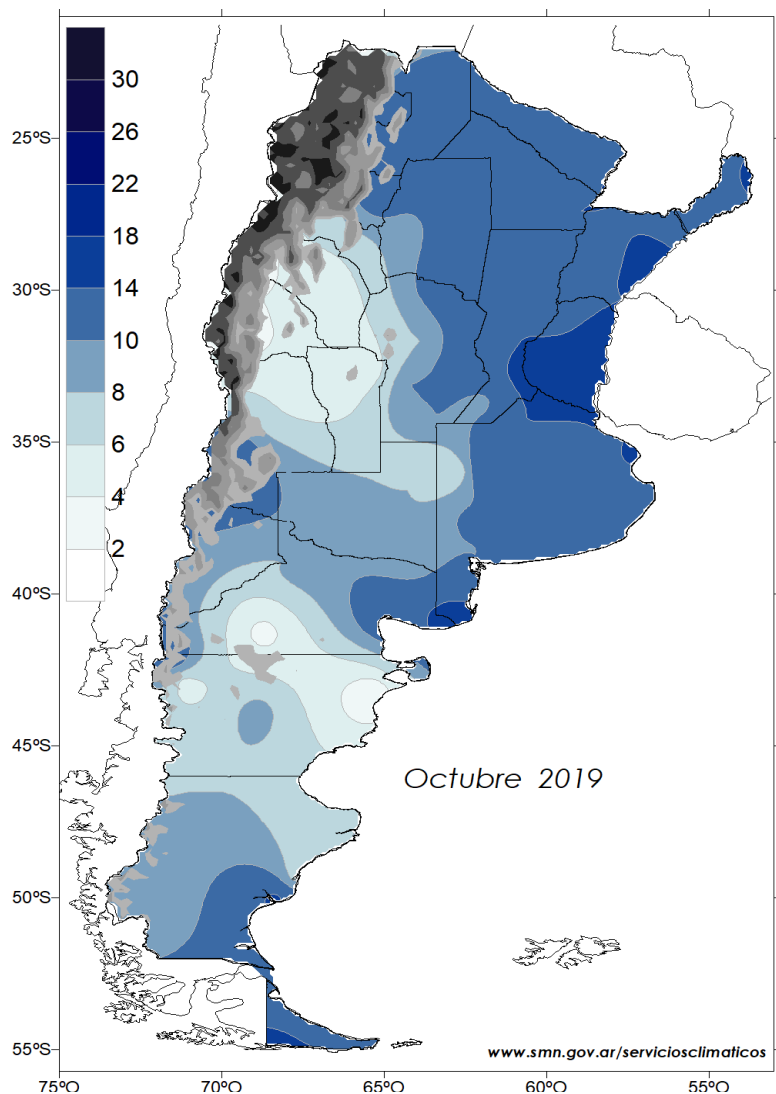 30
26
22
18
14
10
8
6
4
2
25ºS
30ºS
35ºS
40ºS
45ºS
50ºS
55ºS
Octubre 2019
www.smn.gov.ar/serviciosclimaticos
75ºO 70ºO 65ºO 60ºO 55ºO